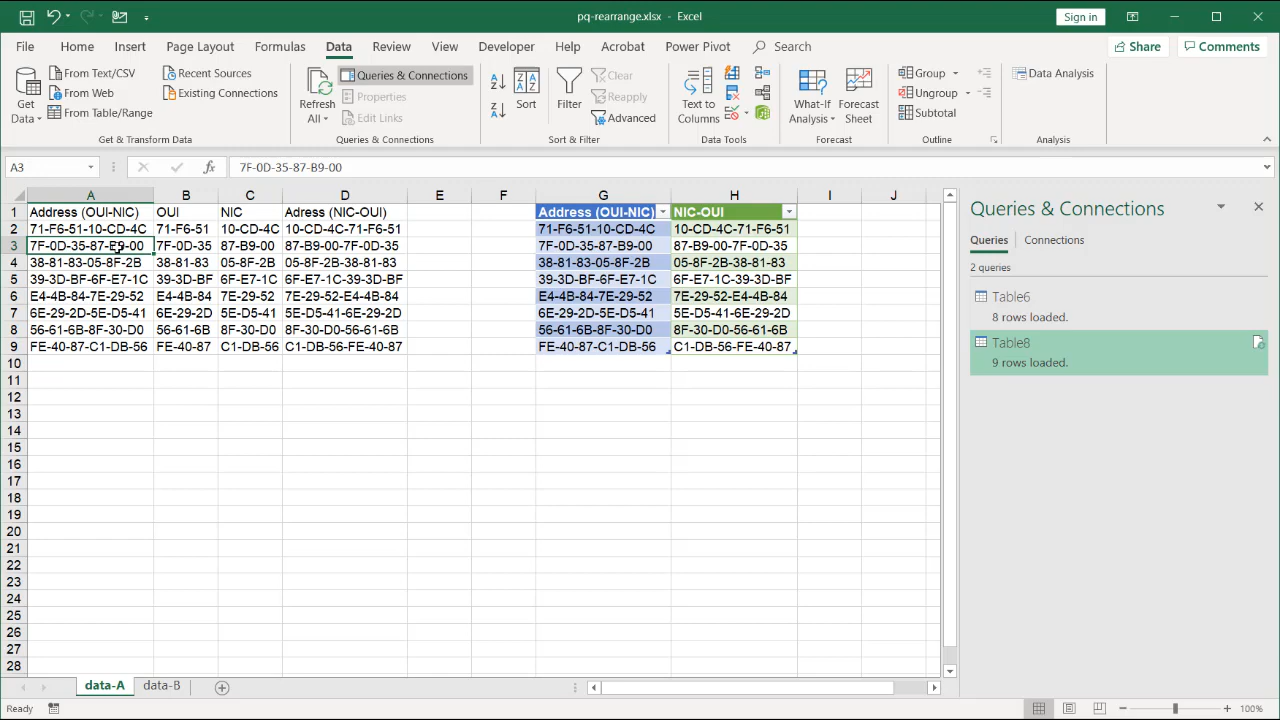 pq-rearrange.xlsx - Excel
Sign in
File Home Insert Page Layout Formulas Data Review View Developer Help Acrobat Power Pivot Search Share Comments
Get Data
From Text/CSV
From Web
From Table/Range
Recent Sources
Existing Connections
Get & Transform Data
Refresh All
Queries & Connections
Properties
Edit Links
Queries & Connections
Sort
Filter
Clear
Reapply
Advanced
Sort & Filter
Text to Columns
Data Tools
What-If Analysis
Forecast Sheet
Forecast
Group
Ungroup
Subtotal
Outline
Data Analysis
Analysis
A3 fx 7F-0D-35-87-B9-00
A B C D E F G H I J
1 Address (OUI-NIC) OUI NIC Adress (NIC-OUI) Address (OUI-NIC) NIC-OUI
2 71-F6-51-10-CD-4C 71-F6-51 10-CD-4C 10-CD-4C-71-F6-51 71-F6-51-10-CD-4C 10-CD-4C-71-F6-51
3 7F-0D-35-87-B9-00 7F-0D-35 87-B9-00 87-B9-00-7F-0D-35 7F-0D-35-87-B9-00 87-B9-00-7F-0D-35
4 38-81-83-05-8F-2B 38-81-83 05-8F-2B 05-8F-2B-38-81-83 38-81-83-05-8F-2B 05-8F-2B-38-81-83
5 39-3D-BF-6F-E7-1C 39-3D-BF 6F-E7-1C 6F-E7-1C-39-3D-BF 39-3D-BF-6F-E7-1C 6F-E7-1C-39-3D-BF
6 E4-4B-84-7E-29-52 E4-4B-84 7E-29-52 7E-29-52-E4-4B-84 E4-4B-84-7E-29-52 7E-29-52-E4-4B-84
7 6E-29-2D-5E-D5-41 6E-29-2D 5E-D5-41 5E-D5-41-6E-29-2D 6E-29-2D-5E-D5-41 5E-D5-41-6E-29-2D
8 56-61-6B-8F-30-D0 56-61-6B 8F-30-D0 8F-30-D0-56-61-6B 56-61-6B-8F-30-D0 8F-30-D0-56-61-6B
9 FE-40-87-C1-DB-56 FE-40-87 C1-DB-56 C1-DB-56-FE-40-87 FE-40-87-C1-DB-56 C1-DB-56-FE-40-87
10
11
12
13
14
15
16
17
18
19
20
21
22
23
24
25
26
27
28
Queries & Connections
Queries Connections
2 queries
Table6
8 rows loaded.
Table8
9 rows loaded.
data-A data-B
Ready
100%